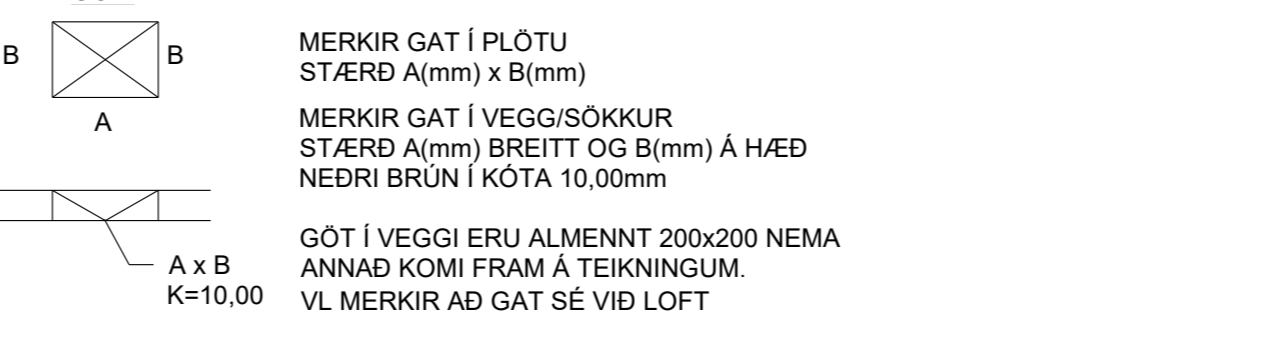 B
B
A
MERKIR GAT Í PLÖTU
STÆRÐ A(mm) x B(mm)
MERKIR GAT Í VEGG/SÖKKUR
STÆRÐ A(mm) BREITT OG B(mm) Á HÆÐ
NEÐRI BRÚN Í KÓTA 10,00mm
A x B
K=10,00
GÖT Í VEGGI ERU ALMENNT 200x200 NEMA
ANNAÐ KOMI FRAM Á TEIKNINGUM.
VL MERKIR AÐ GAT SÉ VIÐ LOFT